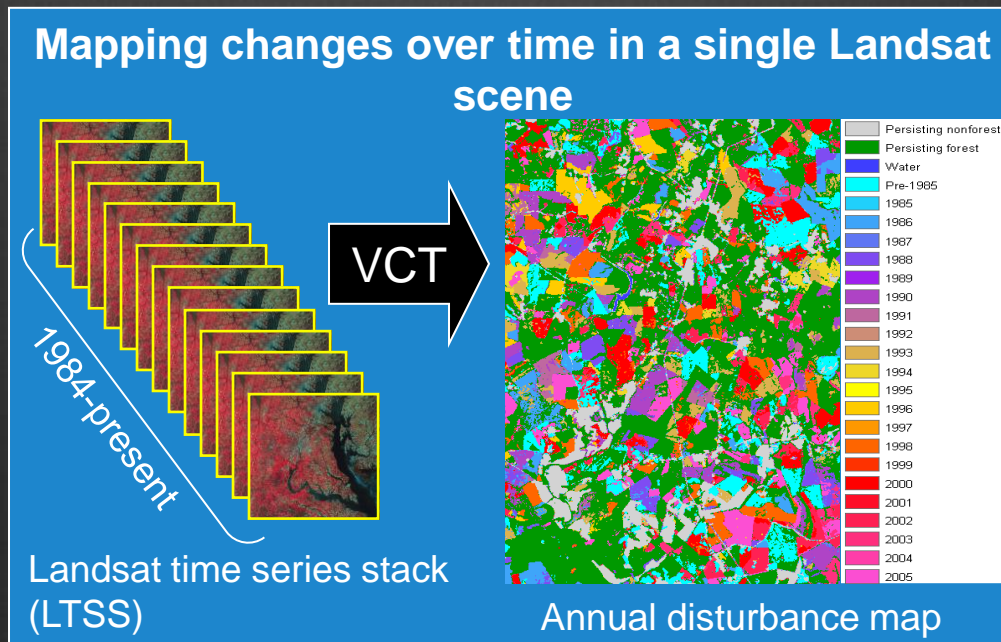 Mapping changes over time in a single Landsat
scene
1984-present
VCT
Persisting nonforest
Persisting forest
Water
Pre-1985
1985
1986
1987
1988
1989
1990
1991
1992
1993
1994
1995
1996
1997
1998
1999
2000
2001
2002
2003
2004
2005
Landsat time series stack
(LTSS)
Annual disturbance map